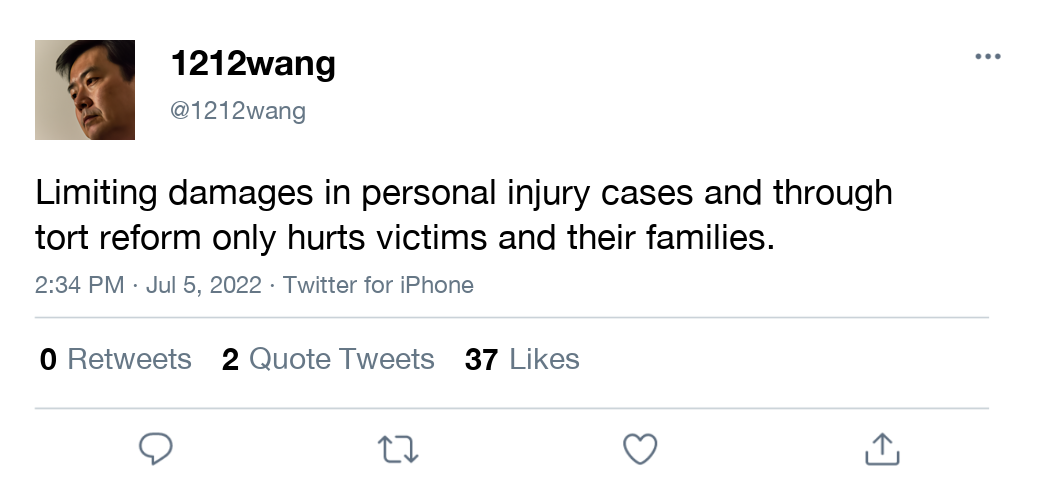 1212wang
@1212wang
Limiting damages in personal injury cases and through
tort reform only hurts victims and their families.
2:34 PM · Jul 5, 2022 · Twitter for iPhone
0 Retweets 2 Quote Tweets 37 Likes